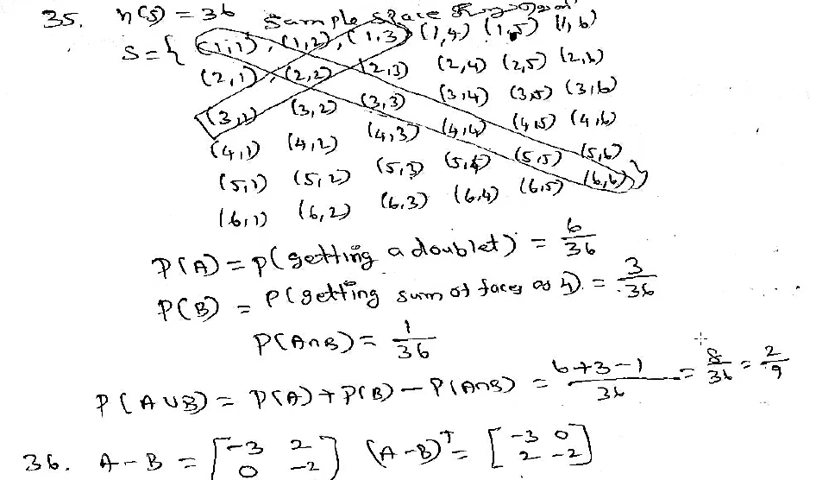 35. n(S) = 36 Sample space
S = { (1,1), (1,2), (1,3) (1,4) (1,5) (1,6)
(2,1), (2,2) (2,3) (2,4) (2,5) (2,6)
(3,1) (3,2) (3,3) (3,4) (3,5) (3,6)
(4,1) (4,2) (4,3) (4,4) (4,5) (4,6)
(5,1) (5,2) (5,3) (5,4) (5,5) (5,6)
(6,1) (6,2) (6,3) (6,4) (6,5) (6,6) }
P(A) = P(getting a doublet) = 6/36
P(B) = P(getting sum of faces as 4) = 3/36
P(A∩B) = 1/36
P(A∪B) = P(A) + P(B) − P(A∩B) = 6+3−1/36 = 8/36 = 2/9
36. A−B = [−3 2
0 −2] (A−B)ᵀ = [−3 0
2 −2]